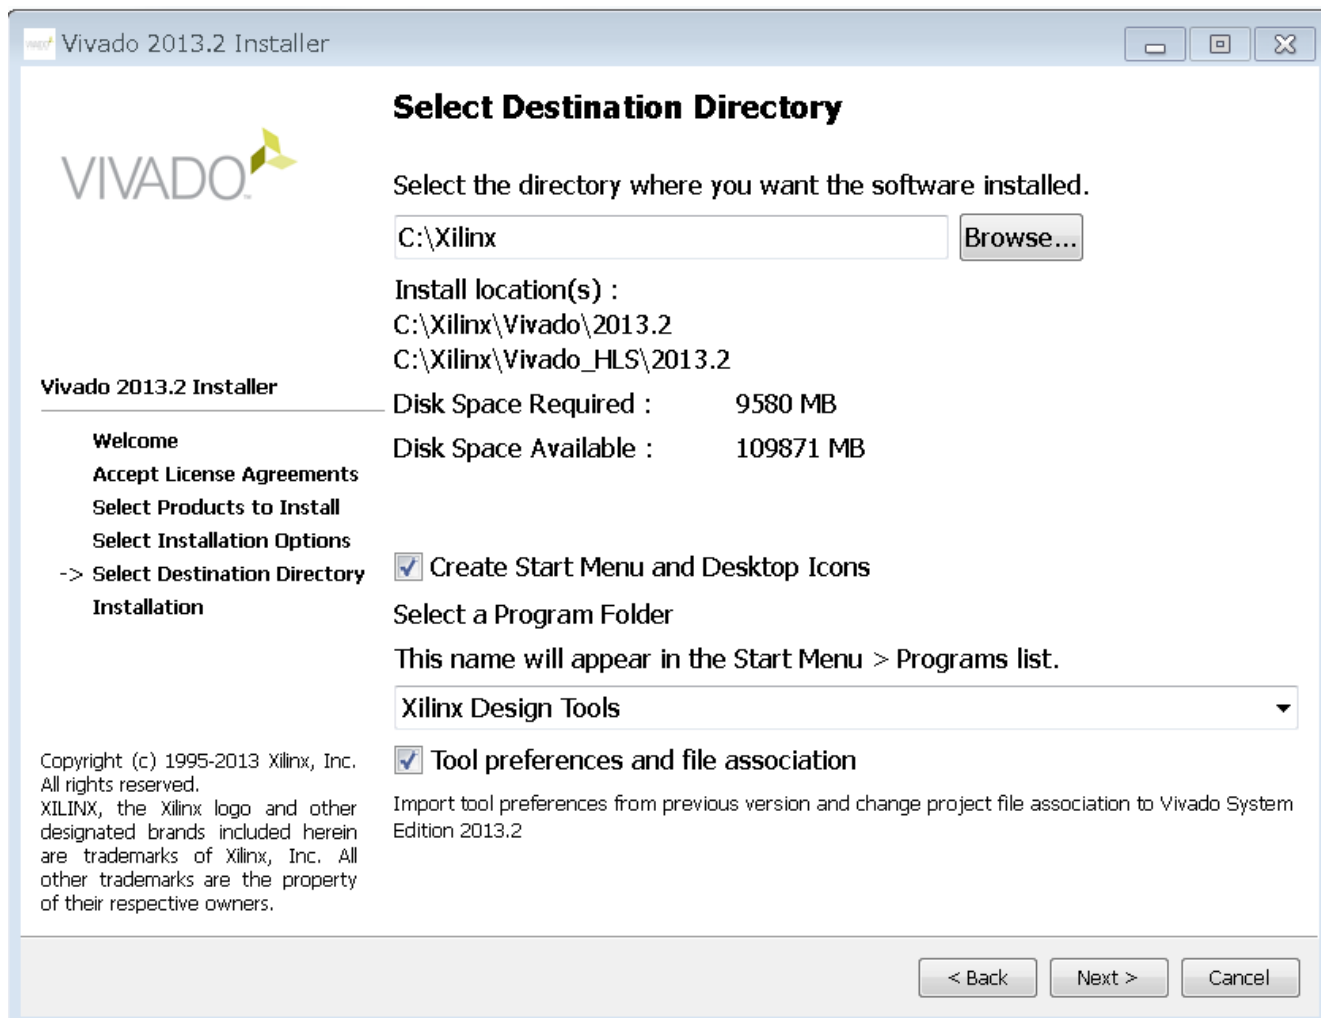 Vivado 2013.2 Installer
VIVADO
Select Destination Directory
Select the directory where you want the software installed.
C:\Xilinx
Browse...
Install location(s) :
C:\Xilinx\Vivado\2013.2
C:\Xilinx\Vivado_HLS\2013.2
Disk Space Required : 9580 MB
Disk Space Available : 109871 MB
Vivado 2013.2 Installer
Welcome
Accept License Agreements
Select Products to Install
Select Installation Options
-> Select Destination Directory
Installation
Create Start Menu and Desktop Icons
Select a Program Folder
This name will appear in the Start Menu > Programs list.
Xilinx Design Tools
Tool preferences and file association
Import tool preferences from previous version and change project file association to Vivado System
Edition 2013.2
Copyright (c) 1995-2013 Xilinx, Inc.
All rights reserved.
XILINX, the Xilinx logo and other
designated brands included herein
are trademarks of Xilinx, Inc. All
other trademarks are the property
of their respective owners.
< Back
Next >
Cancel